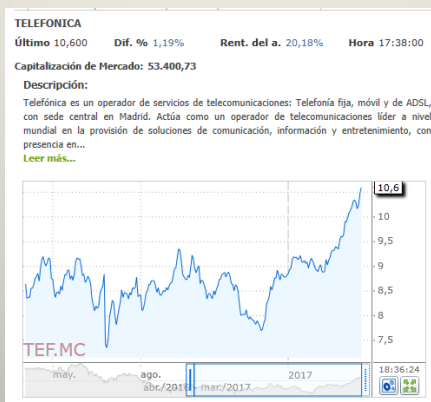 TELEFONICA
Último 10,600 Dif. % 1,19% Rent. del a. 20,18% Hora 17:38:00
Capitalización de Mercado: 53.400,73
Descripción:
Telefónica es un operador de servicios de telecomunicaciones: Telefonía fija, móvil y de ADSL,
con sede central en Madrid. Actúa como un operador de telecomunicaciones líder a nivel
mundial en la provisión de soluciones de comunicación, información y entretenimiento, con
presencia en...
Leer más...
10,6
10
9,5
9
8,5
8
7,5
TEF.MC
may. ago. 2017
abr./201 mar./2017
18:36:24